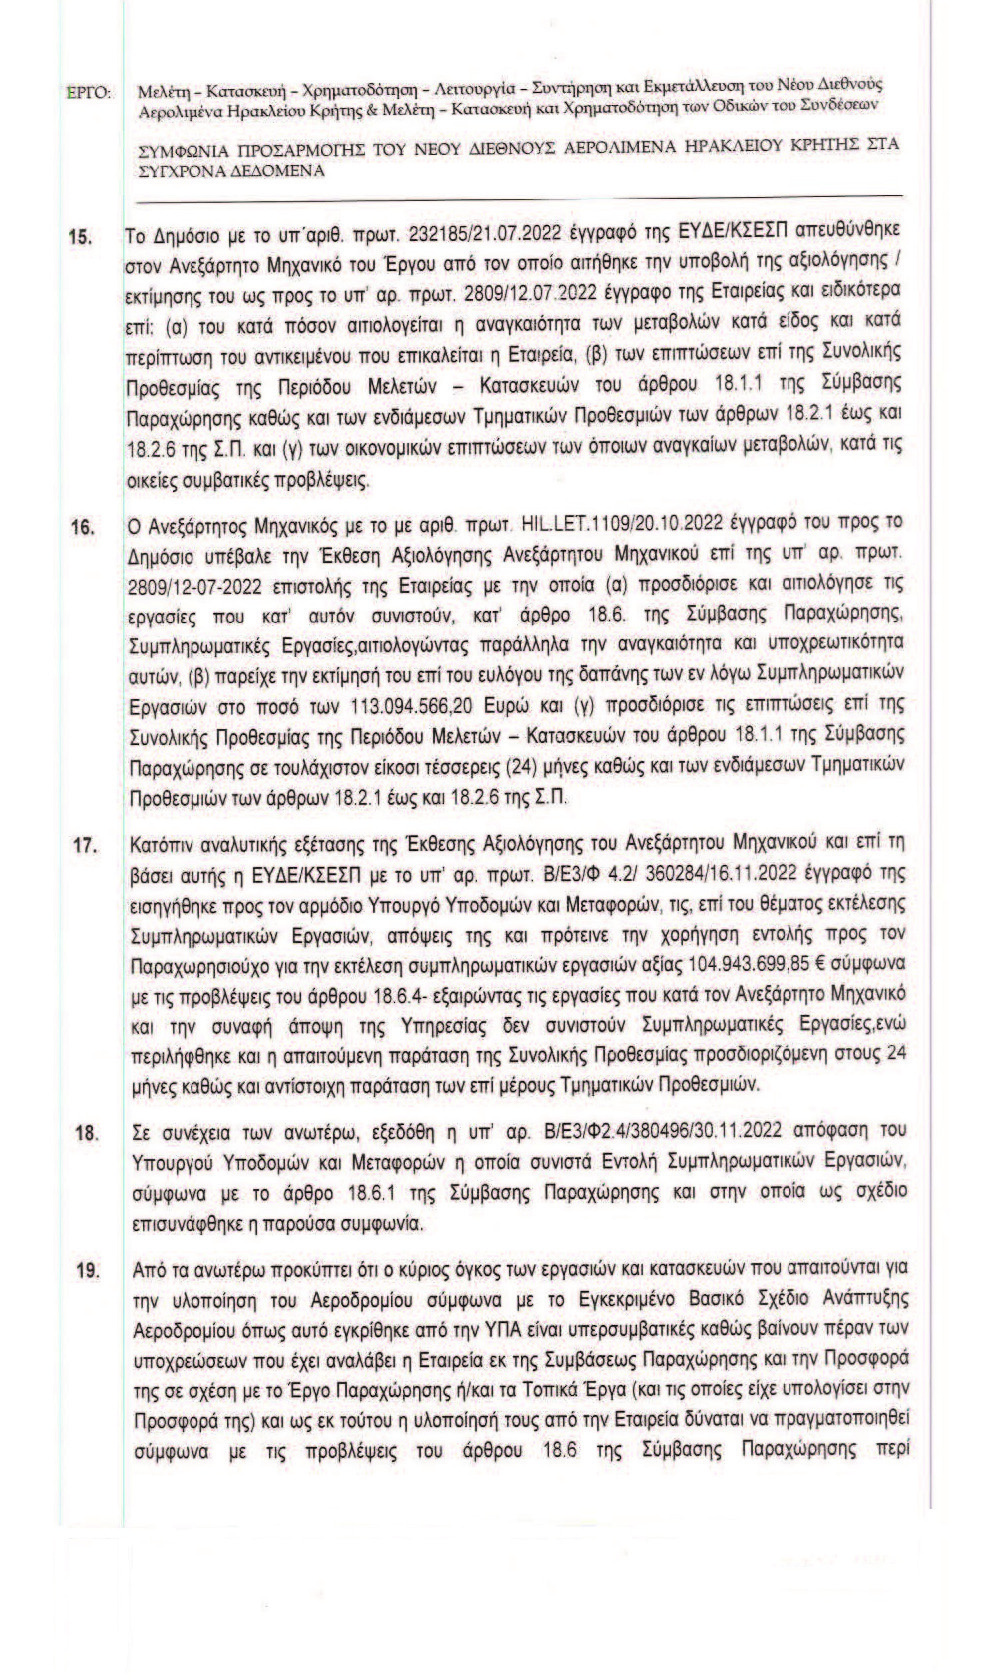 ΕΡΓΟ: Μελέτη – Κατασκευή – Χρηματοδότηση – Λειτουργία – Συντήρηση και Εκμετάλλευση του Νέου Διεθνούς
Αερολιμένα Ηρακλείου Κρήτης & Μελέτη – Κατασκευή και Χρηματοδότηση των Οδικών του Συνδέσεων
ΣΥΜΦΩΝΙΑ ΠΡΟΣΑΡΜΟΓΗΣ ΤΟΥ ΝΕΟΥ ΔΙΕΘΝΟΥΣ ΑΕΡΟΛΙΜΕΝΑ ΗΡΑΚΛΕΙΟΥ ΚΡΗΤΗΣ ΣΤΑ
ΣΥΓΧΡΟΝΑ ΔΕΔΟΜΕΝΑ
15. Το Δημόσιο με το υπ΄αριθ. πρωτ. 232185/21.07.2022 έγγραφό της ΕΥΔΕ/ΚΣΕΣΠ απευθύνθηκε
στον Ανεξάρτητο Μηχανικό του Έργου από τον οποίο αιτήθηκε την υποβολή της αξιολόγησης /
εκτίμησης του ως προς το υπ' αρ. πρωτ. 2809/12.07.2022 έγγραφο της Εταιρείας και ειδικότερα
επί: (α) του κατά πόσον αιτιολογείται η αναγκαιότητα των μεταβολών κατά είδος και κατά
περίπτωση του αντικειμένου που επικαλείται η Εταιρεία, (β) των επιπτώσεων επί της Συνολικής
Προθεσμίας της Περιόδου Μελετών – Κατασκευών του άρθρου 18.1.1 της Σύμβασης
Παραχώρησης καθώς και των ενδιάμεσων Τμηματικών Προθεσμιών των άρθρων 18.2.1 έως και
18.2.6 της Σ.Π. και (γ) των οικονομικών επιπτώσεων των όποιων αναγκαίων μεταβολών, κατά τις
οικείες συμβατικές προβλέψεις.
16. Ο Ανεξάρτητος Μηχανικός με το με αριθ. πρωτ. HIL.LET.1109/20.10.2022 έγγραφό του προς το
Δημόσιο υπέβαλε την Έκθεση Αξιολόγησης Ανεξάρτητου Μηχανικού επί της υπ' αρ. πρωτ.
2809/12-07-2022 επιστολής της Εταιρείας με την οποία (α) προσδιόρισε και αιτιολόγησε τις
εργασίες που κατ' αυτόν συνιστούν, κατ' άρθρο 18.6. της Σύμβασης Παραχώρησης,
Συμπληρωματικές Εργασίες,αιτιολογώντας παράλληλα την αναγκαιότητα και υποχρεωτικότητα
αυτών, (β) παρείχε την εκτίμησή του επί του ευλόγου της δαπάνης των εν λόγω Συμπληρωματικών
Εργασιών στο ποσό των 113.094.566,20 Ευρώ και (γ) προσδιόρισε τις επιπτώσεις επί της
Συνολικής Προθεσμίας της Περιόδου Μελετών – Κατασκευών του άρθρου 18.1.1 της Σύμβασης
Παραχώρησης σε τουλάχιστον είκοσι τέσσερεις (24) μήνες καθώς και των ενδιάμεσων Τμηματικών
Προθεσμιών των άρθρων 18.2.1 έως και 18.2.6 της Σ.Π.
17. Κατόπιν αναλυτικής εξέτασης της Έκθεσης Αξιολόγησης του Ανεξάρτητου Μηχανικού και επί τη
βάσει αυτής η ΕΥΔΕ/ΚΣΕΣΠ με το υπ' αρ. πρωτ. Β/Ε3/Φ 4.2/ 360284/16.11.2022 έγγραφό της
εισηγήθηκε προς τον αρμόδιο Υπουργό Υποδομών και Μεταφορών, τις, επί του θέματος εκτέλεσης
Συμπληρωματικών Εργασιών, απόψεις της και πρότεινε την χορήγηση εντολής προς τον
Παραχωρησιούχο για την εκτέλεση συμπληρωματικών εργασιών αξίας 104.943.699,85 € σύμφωνα
με τις προβλέψεις του άρθρου 18.6.4- εξαιρώντας τις εργασίες που κατά τον Ανεξάρτητο Μηχανικό
και την συναφή άποψη της Υπηρεσίας δεν συνιστούν Συμπληρωματικές Εργασίες,ενώ
περιλήφθηκε και η απαιτούμενη παράταση της Συνολικής Προθεσμίας προσδιοριζόμενη στους 24
μήνες καθώς και αντίστοιχη παράταση των επί μέρους Τμηματικών Προθεσμιών.
18. Σε συνέχεια των ανωτέρω, εξεδόθη η υπ' αρ. Β/Ε3/Φ2.4/380496/30.11.2022 απόφαση του
Υπουργού Υποδομών και Μεταφορών η οποία συνιστά Εντολή Συμπληρωματικών Εργασιών,
σύμφωνα με το άρθρο 18.6.1 της Σύμβασης Παραχώρησης και στην οποία ως σχέδιο
επισυνάφθηκε η παρούσα συμφωνία.
19. Από τα ανωτέρω προκύπτει ότι ο κύριος όγκος των εργασιών και κατασκευών που απαιτούνται για
την υλοποίηση του Αεροδρομίου σύμφωνα με το Εγκεκριμένο Βασικό Σχέδιο Ανάπτυξης
Αεροδρομίου όπως αυτό εγκρίθηκε από την ΥΠΑ είναι υπερσυμβατικές καθώς βαίνουν πέραν των
υποχρεώσεων που έχει αναλάβει η Εταιρεία εκ της Συμβάσεως Παραχώρησης και την Προσφορά
της σε σχέση με το Έργο Παραχώρησης ή/και τα Τοπικά Έργα (και τις οποίες είχε υπολογίσει στην
Προσφορά της) και ως εκ τούτου η υλοποίησή τους από την Εταιρεία δύναται να πραγματοποιηθεί
σύμφωνα με τις προβλέψεις του άρθρου 18.6 της Σύμβασης Παραχώρησης περί